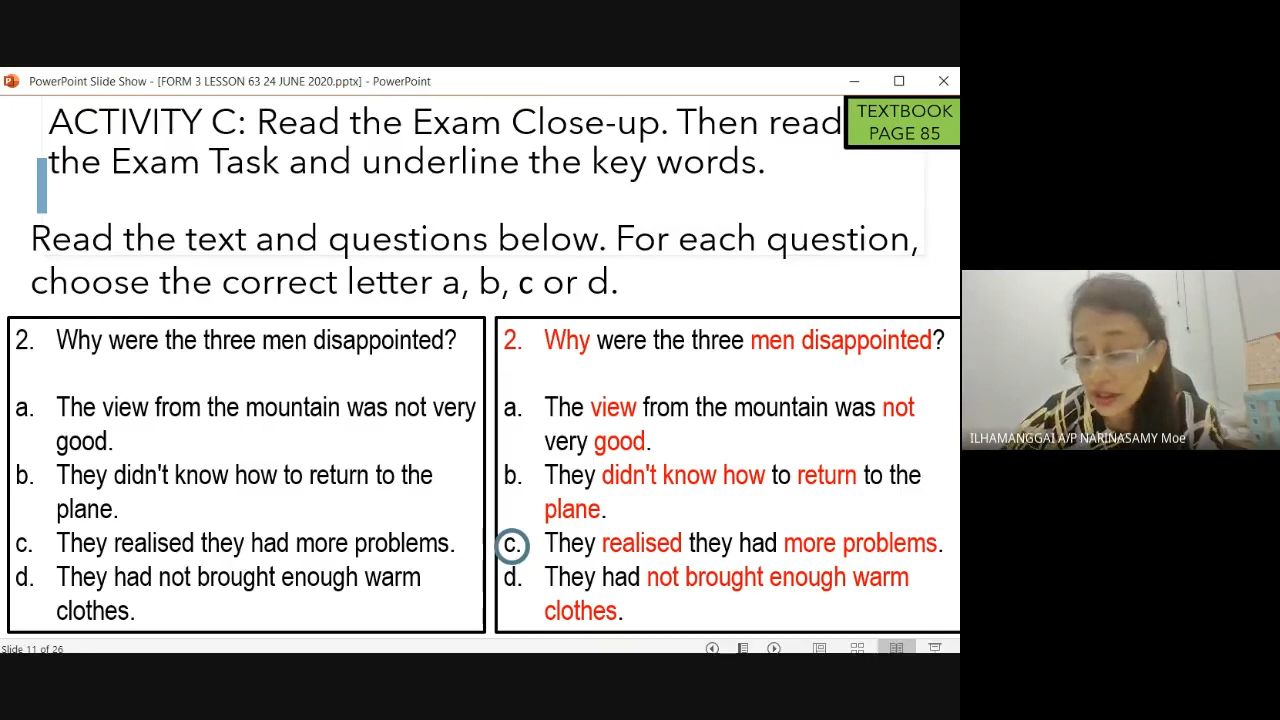 PowerPoint Slide Show - [FORM 3 LESSON 63 24 JUNE 2020.pptx] - PowerPoint
ACTIVITY C: Read the Exam Close-up. Then read
the Exam Task and underline the key words.
TEXTBOOK
PAGE 85
Read the text and questions below. For each question,
choose the correct letter a, b, c or d.
2. Why were the three men disappointed?
a. The view from the mountain was not very
good.
b. They didn't know how to return to the
plane.
c. They realised they had more problems.
d. They had not brought enough warm
clothes.
2. Why were the three men disappointed?
a. The view from the mountain was not
very good.
b. They didn't know how to return to the
plane.
c. They realised they had more problems.
d. They had not brought enough warm
clothes.
Slide 11 of 26
ILHAMANGGAI A/P NARINASAMY Moe